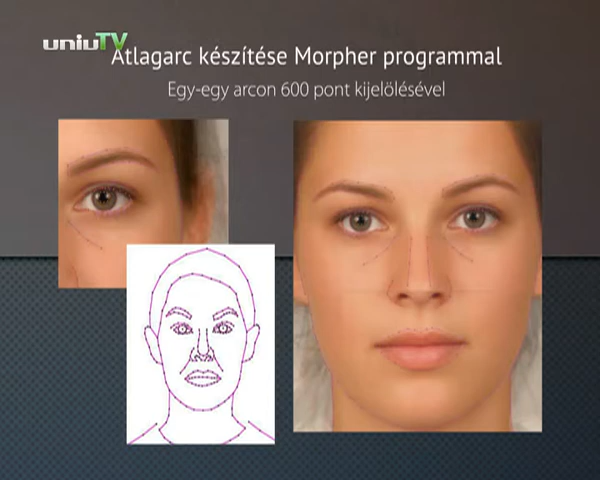 uniuTV
Átlagarc készítése Morpher programmal
Egy-egy arcon 600 pont kijelölésével